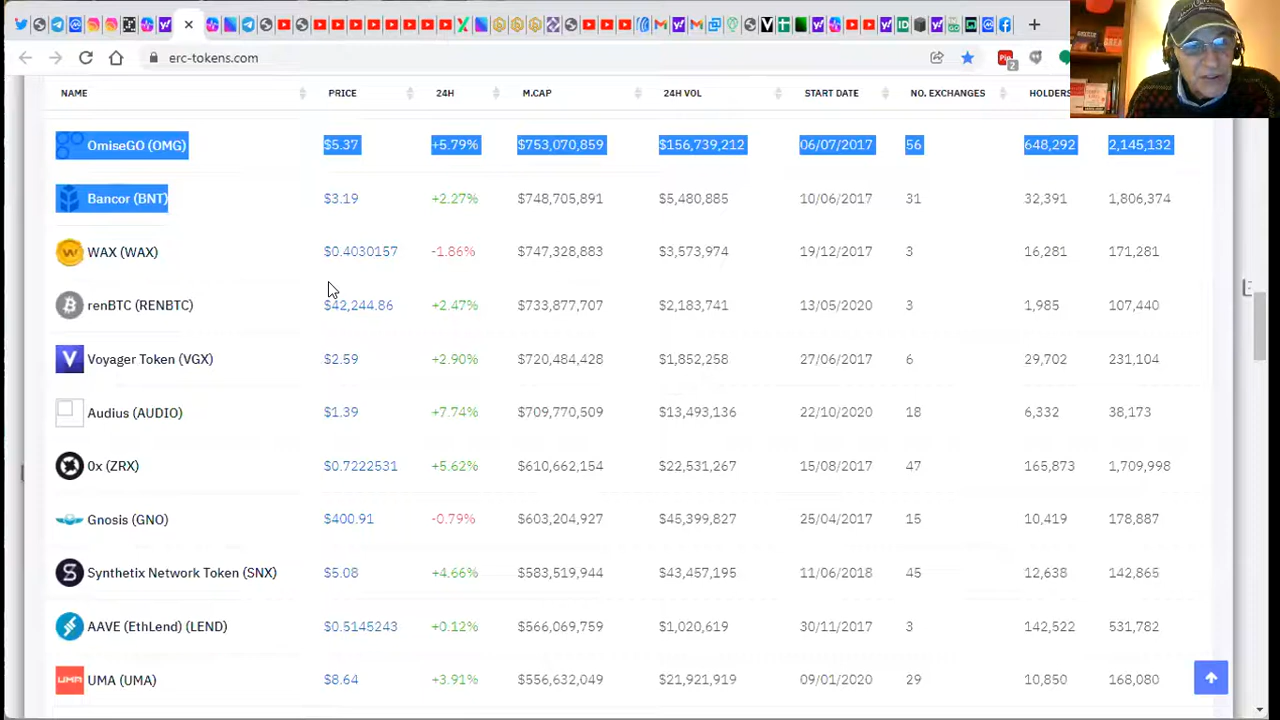 erc-tokens.com
2
NAME PRICE 24H M.CAP 24H VOL START DATE NO. EXCHANGES HOLDERS
OmiseGO (OMG) $5.37 +5.79% $753,070,859 $156,739,212 06/07/2017 56 648,292 2,145,132
Bancor (BNT) $3.19 +2.27% $748,705,891 $5,480,885 10/06/2017 31 32,391 1,806,374
WAX (WAX) $0.4030157 -1.86% $747,328,883 $3,573,974 19/12/2017 3 16,281 171,281
renBTC (RENBTC) $42,244.86 +2.47% $733,877,707 $2,183,741 13/05/2020 3 1,985 107,440
Voyager Token (VGX) $2.59 +2.90% $720,484,428 $1,852,258 27/06/2017 6 29,702 231,104
Audius (AUDIO) $1.39 +7.74% $709,770,509 $13,493,136 22/10/2020 18 6,332 38,173
0x (ZRX) $0.7222531 +5.62% $610,662,154 $22,531,267 15/08/2017 47 165,873 1,709,998
Gnosis (GNO) $400.91 -0.79% $603,204,927 $45,399,827 25/04/2017 15 10,419 178,887
Synthetix Network Token (SNX) $5.08 +4.66% $583,519,944 $43,457,195 11/06/2018 45 12,638 142,865
AAVE (EthLend) (LEND) $0.5145243 +0.12% $566,069,759 $1,020,619 30/11/2017 3 142,522 531,782
UMA (UMA) $8.64 +3.91% $556,632,049 $21,921,919 09/01/2020 29 10,850 168,080